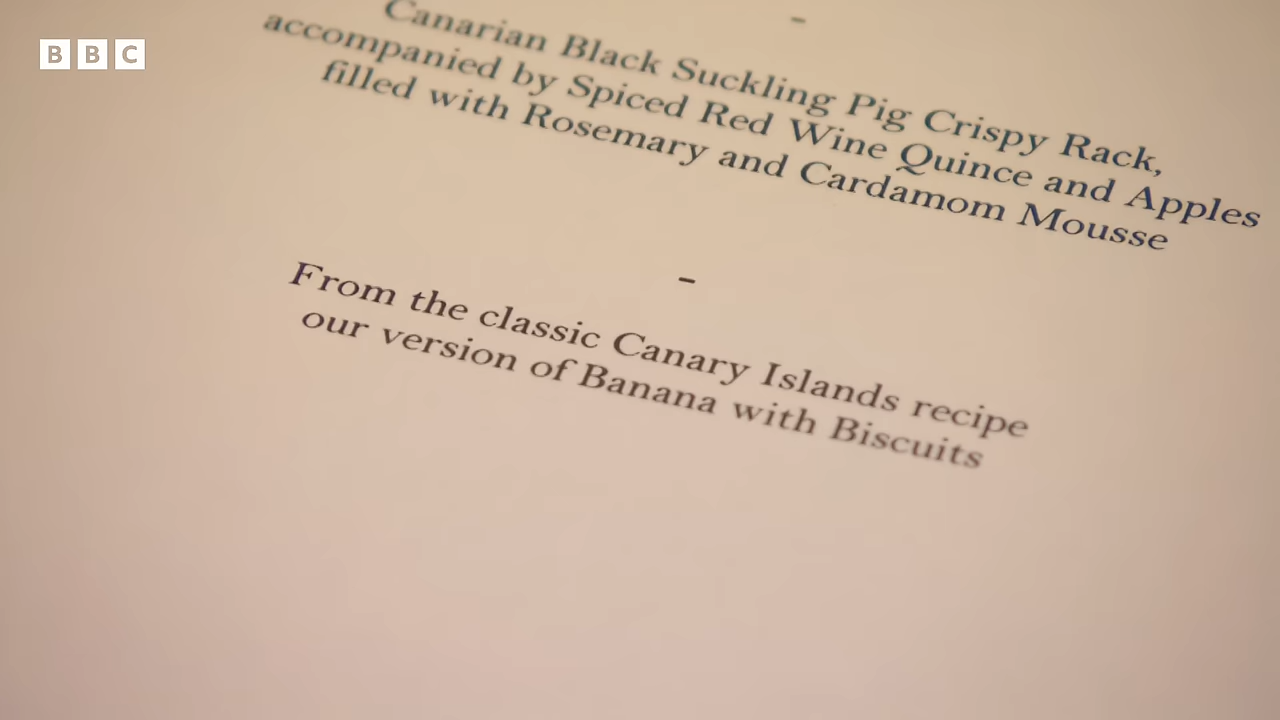 BBC
-
Canarian Black Suckling Pig Crispy Rack,
accompanied by Spiced Red Wine Quince and Apples
filled with Rosemary and Cardamom Mousse
-
From the classic Canary Islands recipe
our version of Banana with Biscuits